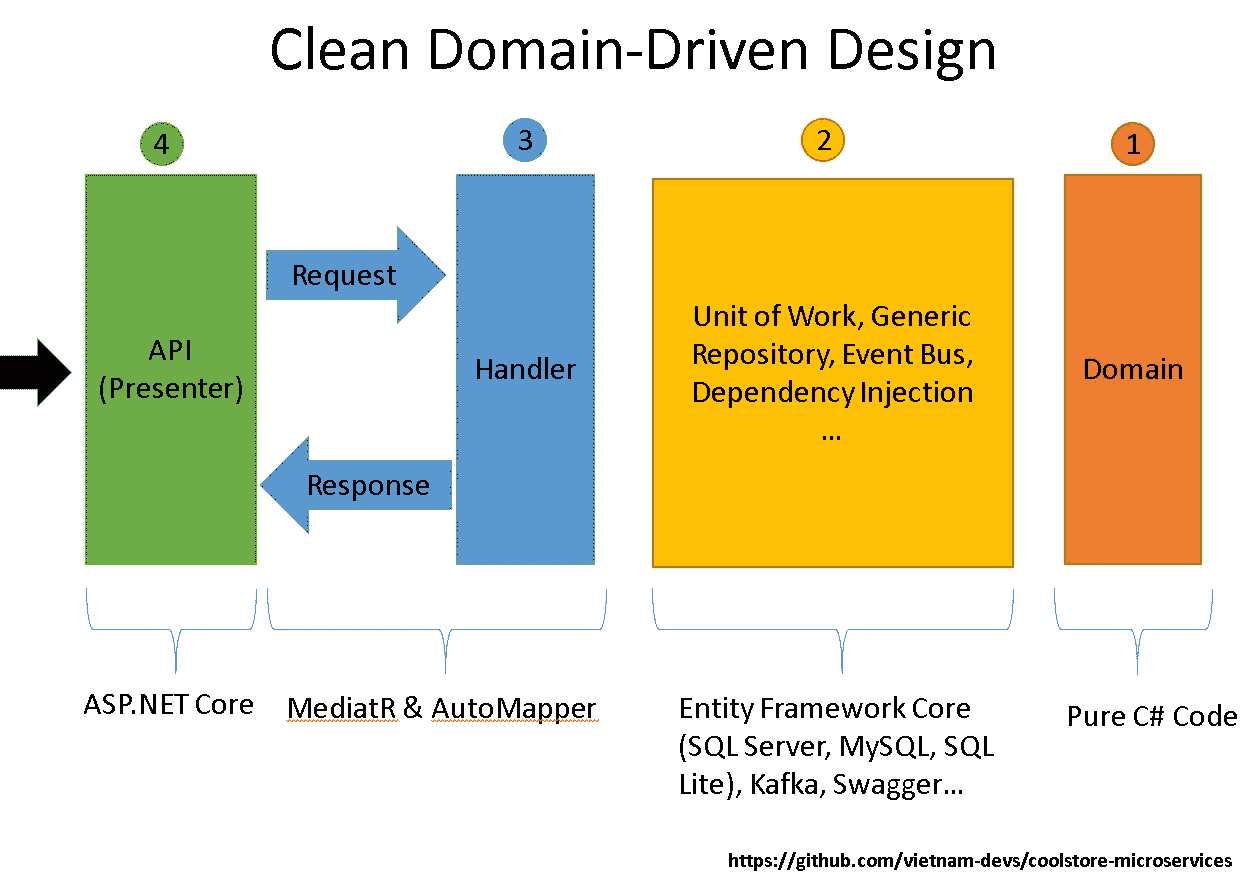 Clean Domain-Driven Design
4
3
2
1
API
(Presenter)
Request
Response
Handler
Unit of Work, Generic
Repository, Event Bus,
Dependency Injection
…
Domain
ASP.NET Core
MediatR & AutoMapper
Entity Framework Core
(SQL Server, MySQL, SQL
Lite), Kafka, Swagger…
Pure C# Code
https://github.com/vietnam-devs/coolstore-microservices